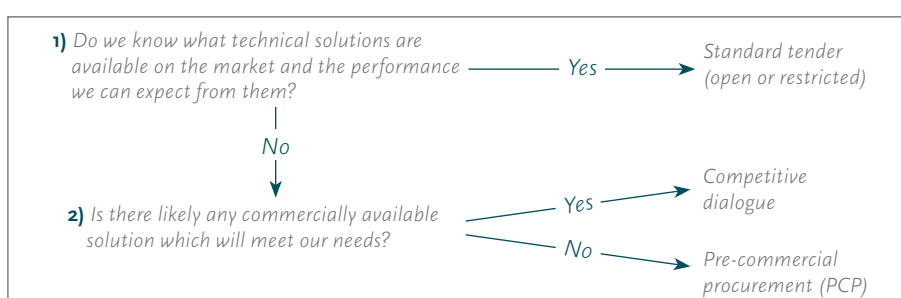 1) Do we know what technical solutions are
available on the market and the performance
we can expect from them?
Yes
Standard tender
(open or restricted)
No
2) Is there likely any commercially available
solution which will meet our needs?
Yes
Competitive
dialogue
No
Pre-commercial
procurement (PCP)